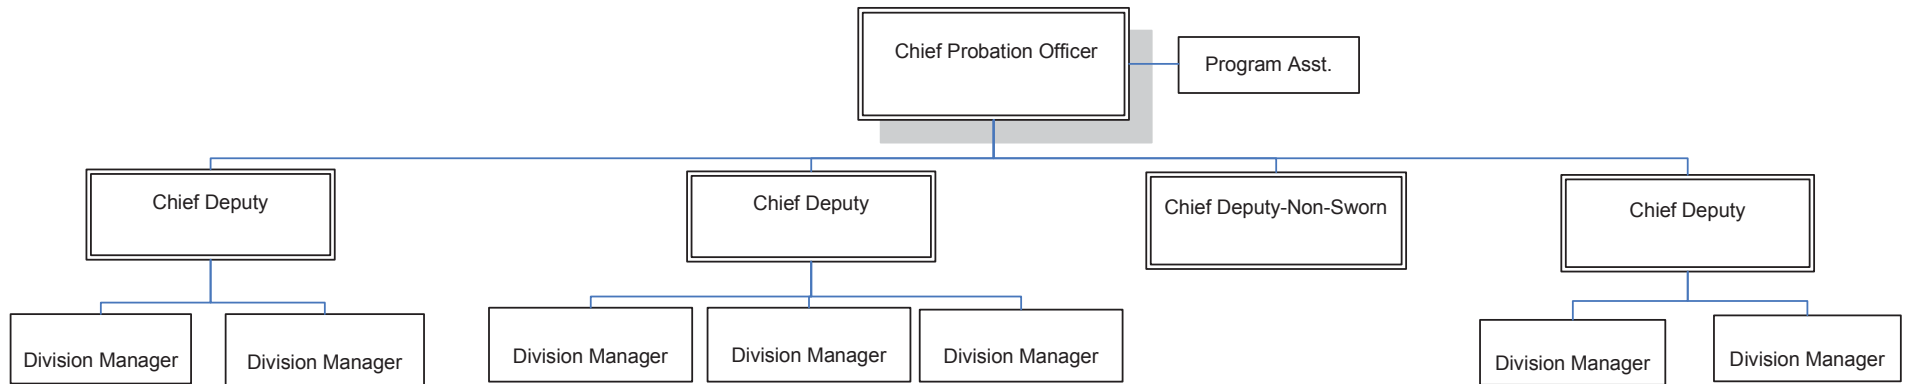 Chief Probation Officer
Program Asst.
Chief Deputy
Chief Deputy
Chief Deputy-Non-Sworn
Chief Deputy
Division Manager
Division Manager
Division Manager
Division Manager
Division Manager
Division Manager
Division Manager